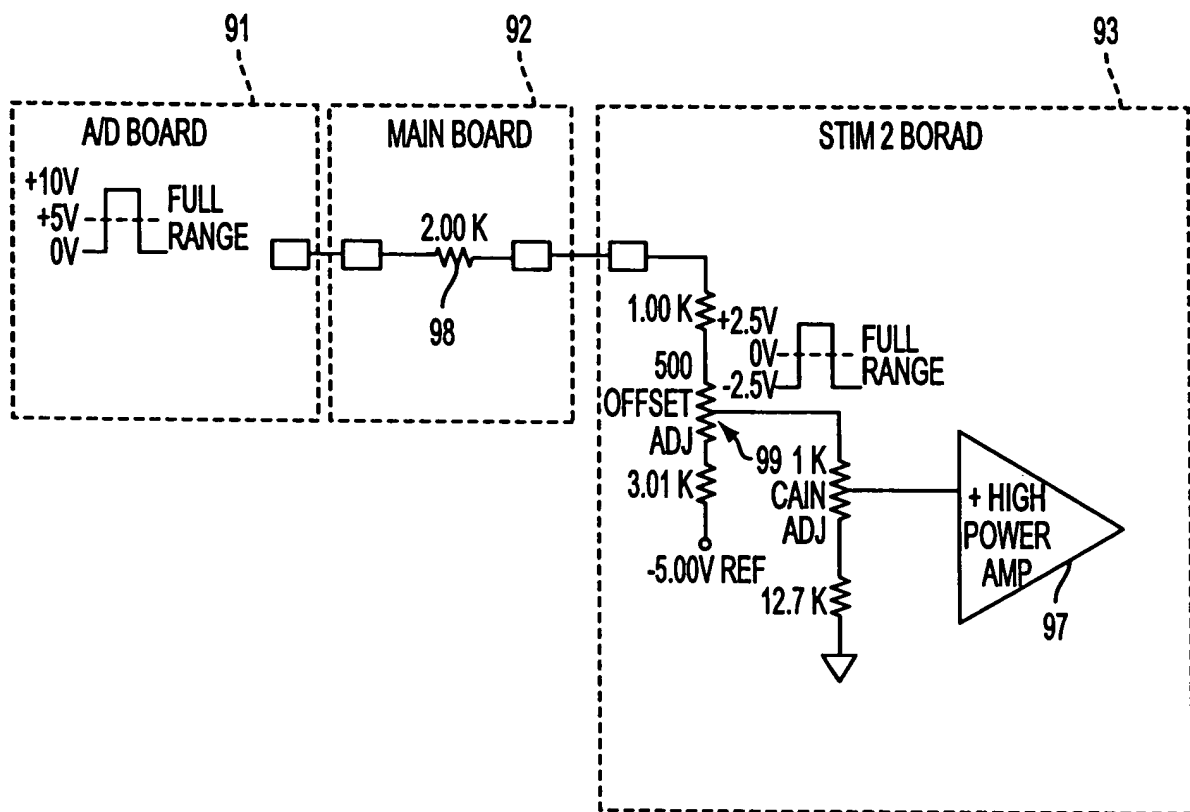 91
92
93
A/D BOARD
MAIN BOARD
STIM 2 BORAD
+10V
+5V
0V
FULL
RANGE
2.00 K
98
1.00 K
+2.5V
0V
-2.5V
FULL
RANGE
500
OFFSET
ADJ
99
1 K
CAIN
ADJ
3.01 K
-5.00V REF
12.7 K
+ HIGH
POWER
AMP
97